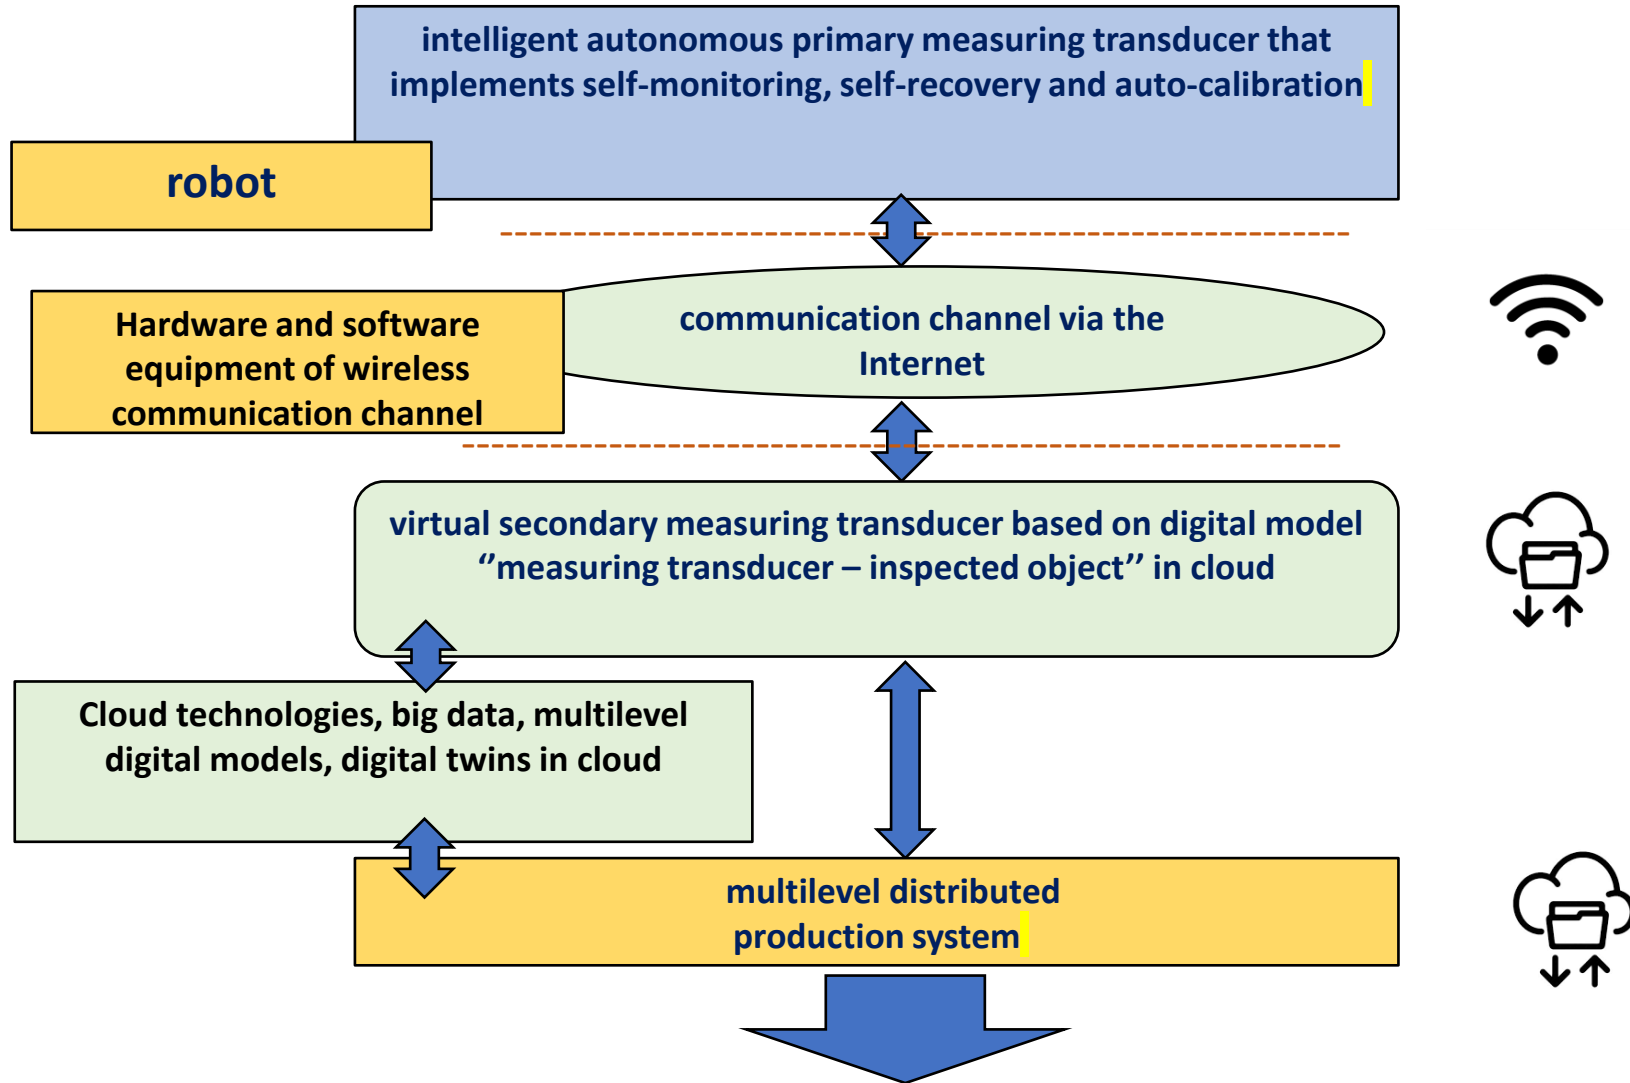 intelligent autonomous primary measuring transducer that
implements self-monitoring, self-recovery and auto-calibration
robot
Hardware and software
equipment of wireless
communication channel
communication channel via the
Internet
virtual secondary measuring transducer based on digital model
‘’measuring transducer – inspected object’’ in cloud
Cloud technologies, big data, multilevel
digital models, digital twins in cloud
multilevel distributed
production system